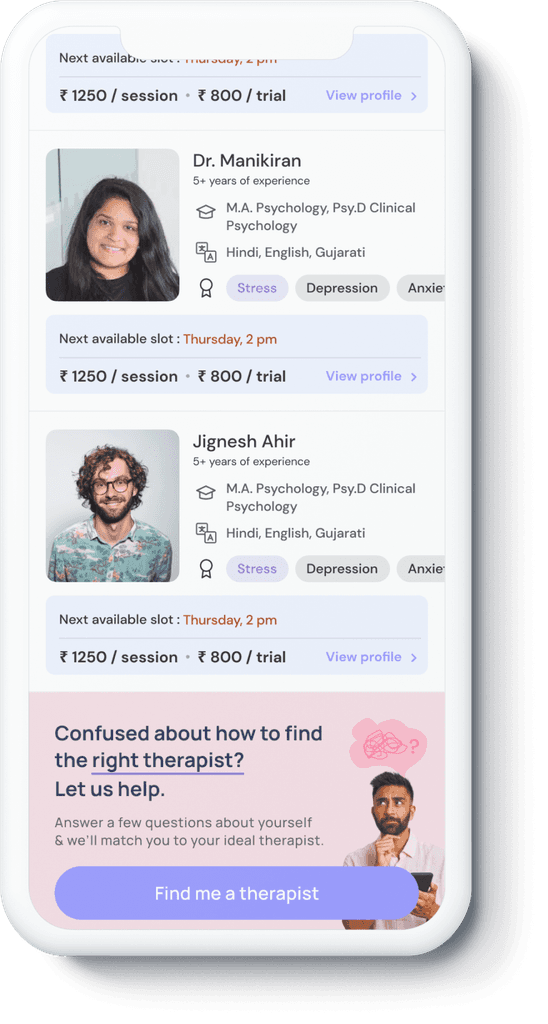 Next available slot : Thursday, 2 pm
₹ 1250 / session • ₹ 800 / trial View profile >
Dr. Manikiran
5+ years of experience
M.A. Psychology, Psy.D Clinical
Psychology
Hindi, English, Gujarati
Stress Depression Anxie
Next available slot : Thursday, 2 pm
₹ 1250 / session • ₹ 800 / trial View profile >
Jignesh Ahir
5+ years of experience
M.A. Psychology, Psy.D Clinical
Psychology
Hindi, English, Gujarati
Stress Depression Anxie
Next available slot : Thursday, 2 pm
₹ 1250 / session • ₹ 800 / trial View profile >
Confused about how to find
the right therapist?
Let us help.
?
Answer a few questions about yourself
& we'll match you to your ideal therapist.
Find me a therapist